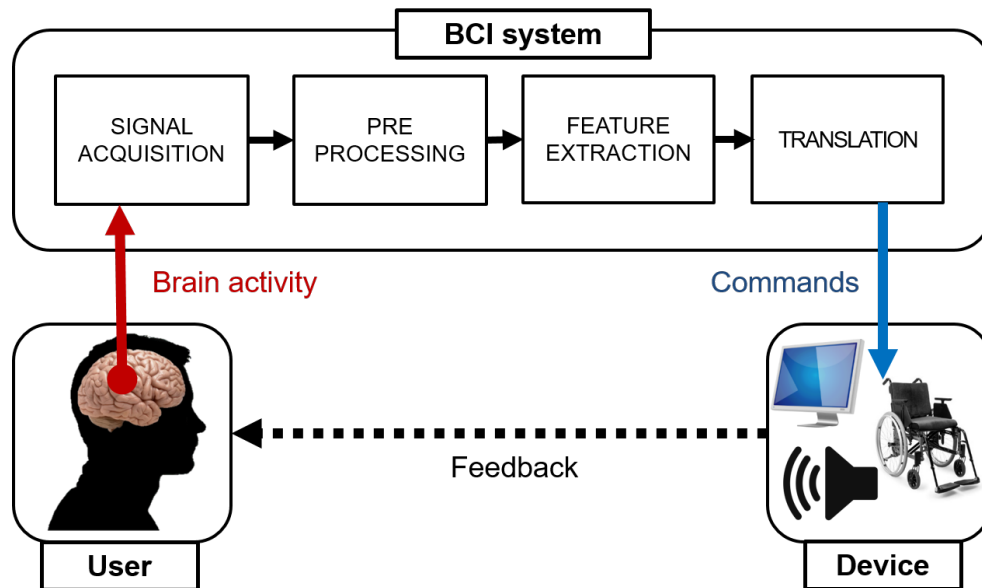 BCI system
SIGNAL
ACQUISITION
PRE
PROCESSING
FEATURE
EXTRACTION
TRANSLATION
Brain activity
Commands
Feedback
User
Device